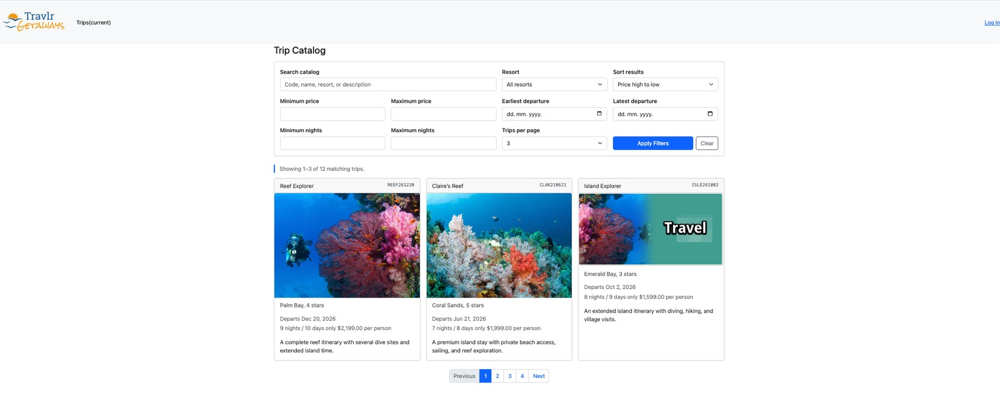 Travlr
GETAWAYS
Trips(current)
Log In
Trip Catalog
Search catalog
Resort
Sort results
Code, name, resort, or description
All resorts
Price high to low
Minimum price
Maximum price
Earliest departure
Latest departure
dd. mm. yyyy.
dd. mm. yyyy.
Minimum nights
Maximum nights
Trips per page
3
Apply Filters
Clear
Showing 1–3 of 12 matching trips.
Reef Explorer
REEF261220
Palm Bay, 4 stars
Departs Dec 20, 2026
9 nights / 10 days only $2,199.00 per person
A complete reef itinerary with several dive sites and
extended island time.
Claire's Reef
CLAR210621
Coral Sands, 5 stars
Departs Jun 21, 2026
7 nights / 8 days only $1,999.00 per person
A premium island stay with private beach access,
sailing, and reef exploration.
Island Explorer
ISLE261002
Travel
Emerald Bay, 3 stars
Departs Oct 2, 2026
8 nights / 9 days only $1,599.00 per person
An extended island itinerary with diving, hiking, and
village visits.
Previous
1
2
3
4
Next